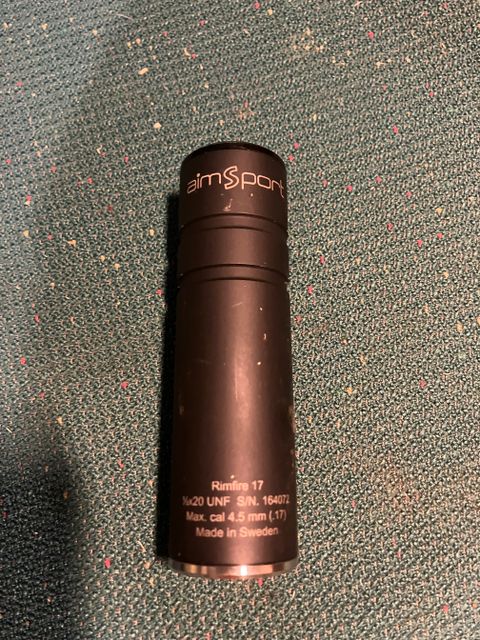 aimSport
Rimfire 17
½x20 UNF S/N. 164072
Max. cal 4.5 mm (.17)
Made in Sweden